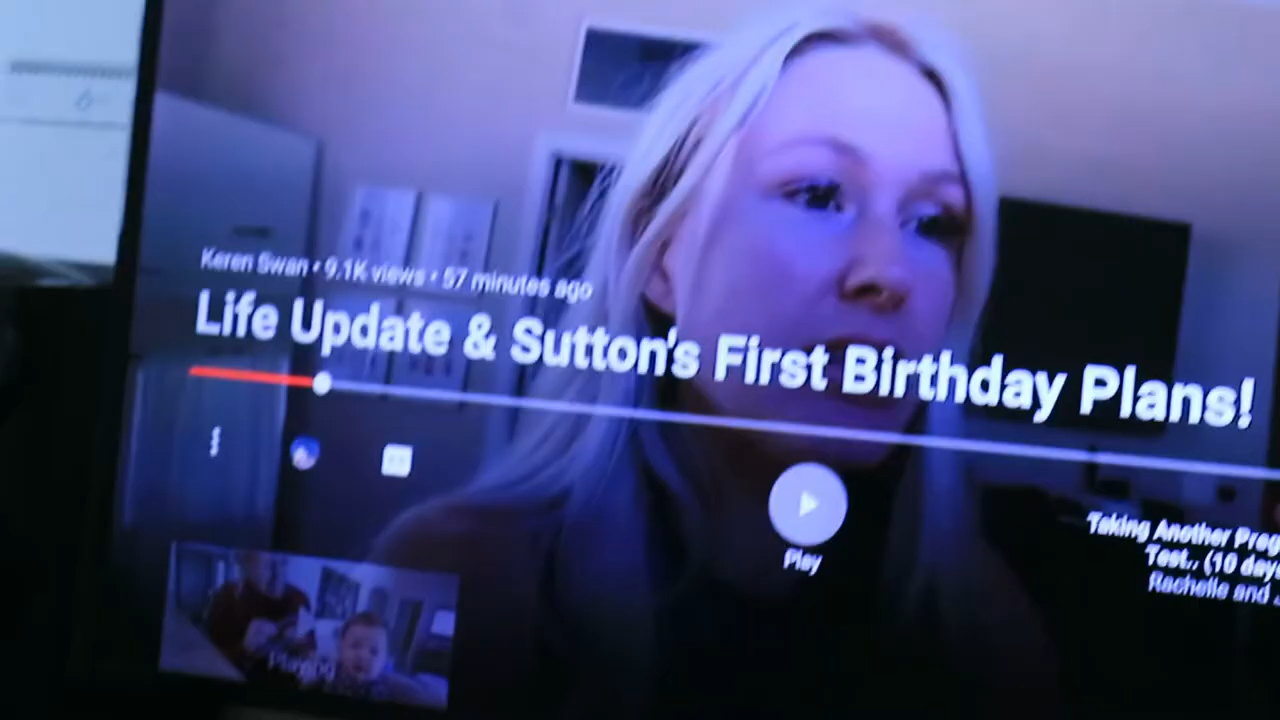 Keren Swan • 9.1K views • 57 minutes ago
Life Update & Sutton's First Birthday Plans!
Play
Taking Another Preg
Test.. (10 days
Rachelle and
Playing